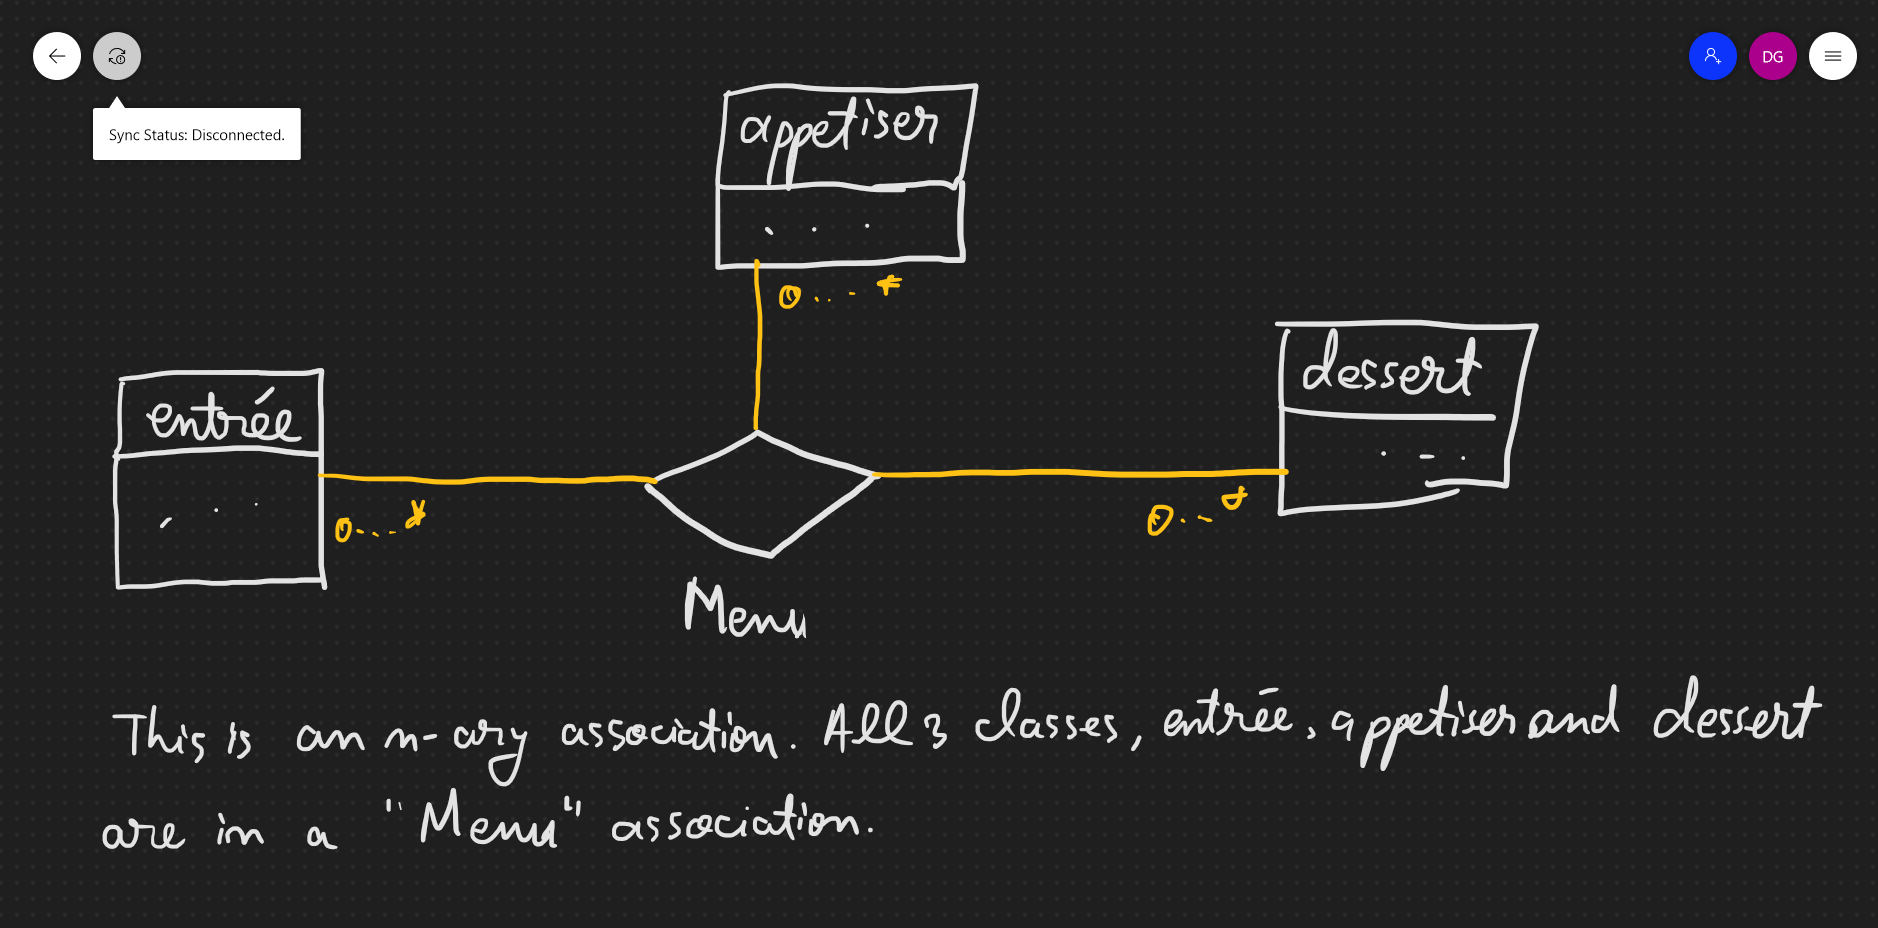 DG
Sync Status: Disconnected.
appetiser
. . .
0...*
dessert
. - .
entrée
. . .
0...*
0...*
Menu
This is an n-ary association. All 3 classes, entrée, appetiser and dessert
are in a "Menu" association.